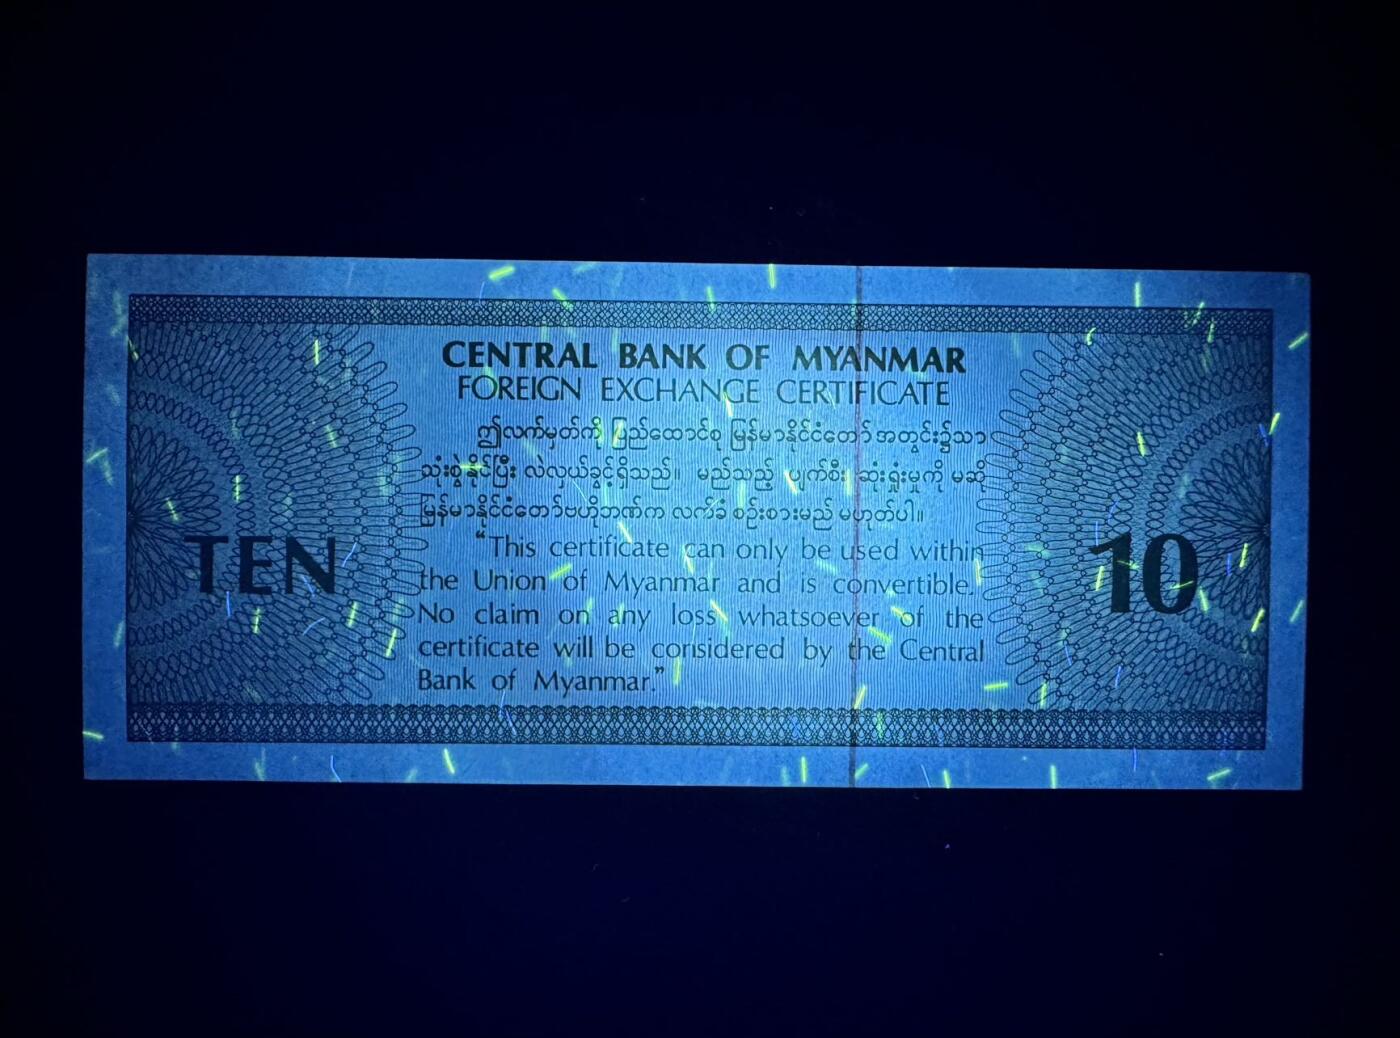 CENTRAL BANK OF MYANMAR
FOREIGN EXCHANGE CERTIFICATE
ဤလက်မှတ်ကို ပြည်ထောင်စု မြန်မာနိုင်ငံတော် အတွင်း၌သာ
သုံးစွဲနိုင်ပြီး လဲလှယ်ခွင့်ရှိသည်။ မည်သည့် ပျက်စီး ဆုံးရှုံးမှုကို မဆို
မြန်မာနိုင်ငံတော်ဗဟိုဘဏ်က လက်ခံ စဉ်းစားမည် မဟုတ်ပါ။
TEN
"This certificate can only be used within
the Union of Myanmar and is convertible.
No claim on any loss whatsoever of the
certificate will be considered by the Central
Bank of Myanmar."
10